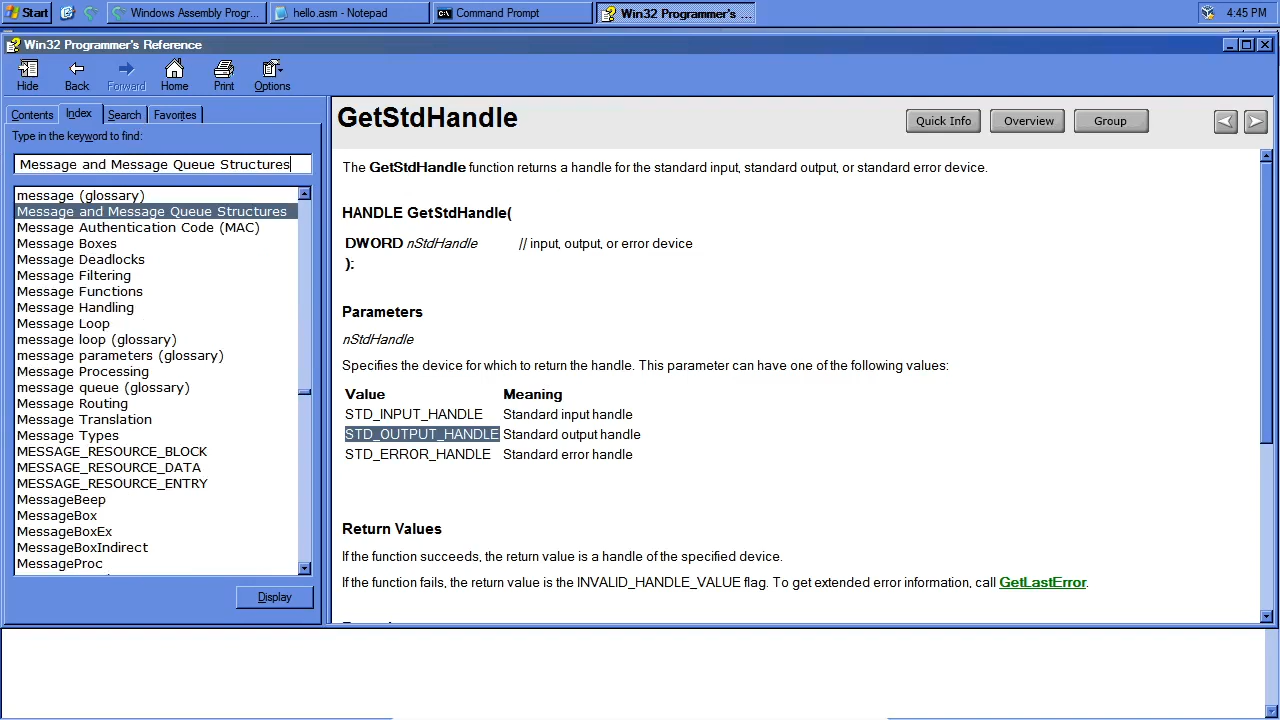 Start
Windows Assembly Progr...
hello.asm - Notepad
Command Prompt
Win32 Programmer's ...
4:45 PM
Win32 Programmer's Reference
Hide
Back
Forward
Home
Print
Options
Contents
Index
Search
Favorites
Type in the keyword to find:
Message and Message Queue Structures
message (glossary)
Message and Message Queue Structures
Message Authentication Code (MAC)
Message Boxes
Message Deadlocks
Message Filtering
Message Functions
Message Handling
Message Loop
message loop (glossary)
message parameters (glossary)
Message Processing
message queue (glossary)
Message Routing
Message Translation
Message Types
MESSAGE_RESOURCE_BLOCK
MESSAGE_RESOURCE_DATA
MESSAGE_RESOURCE_ENTRY
MessageBeep
MessageBox
MessageBoxEx
MessageBoxIndirect
MessageProc
Display
GetStdHandle
Quick Info
Overview
Group
The GetStdHandle function returns a handle for the standard input, standard output, or standard error device.
HANDLE GetStdHandle(
DWORD nStdHandle // input, output, or error device
);
Parameters
nStdHandle
Specifies the device for which to return the handle. This parameter can have one of the following values:
Value Meaning
STD_INPUT_HANDLE Standard input handle
STD_OUTPUT_HANDLE Standard output handle
STD_ERROR_HANDLE Standard error handle
Return Values
If the function succeeds, the return value is a handle of the specified device.
If the function fails, the return value is the INVALID_HANDLE_VALUE flag. To get extended error information, call GetLastError.